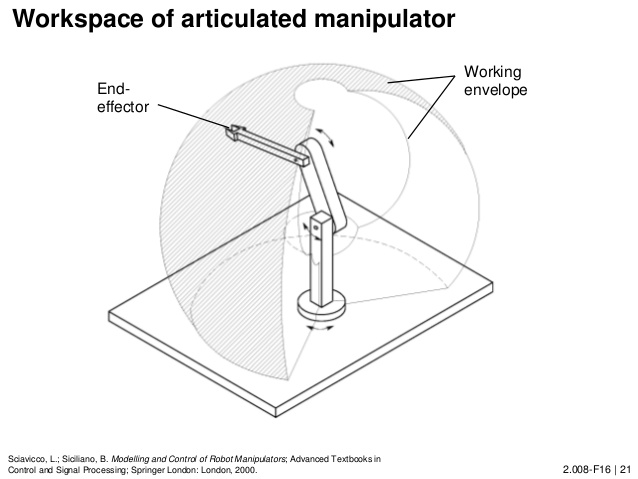 Workspace of articulated manipulator
End-
effector
Working
envelope
Sciavicco, L.; Siciliano, B. Modelling and Control of Robot Manipulators; Advanced Textbooks in
Control and Signal Processing; Springer London: London, 2000.
2.008-F16 | 21